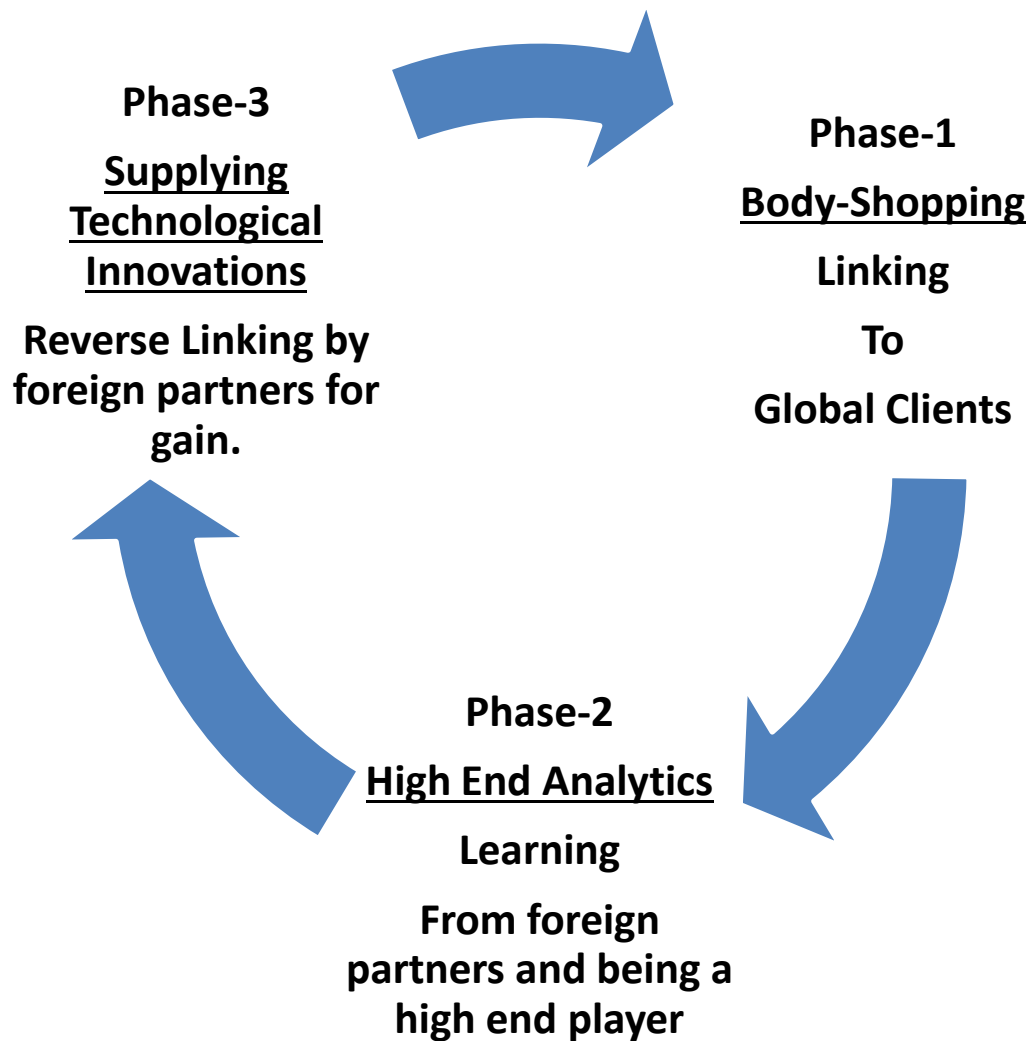 Phase-1
Body-Shopping
Linking
To
Global Clients
Phase-2
High End Analytics
Learning
From foreign
partners and being a
high end player
Phase-3
Supplying
Technological
Innovations
Reverse Linking by
foreign partners for
gain.